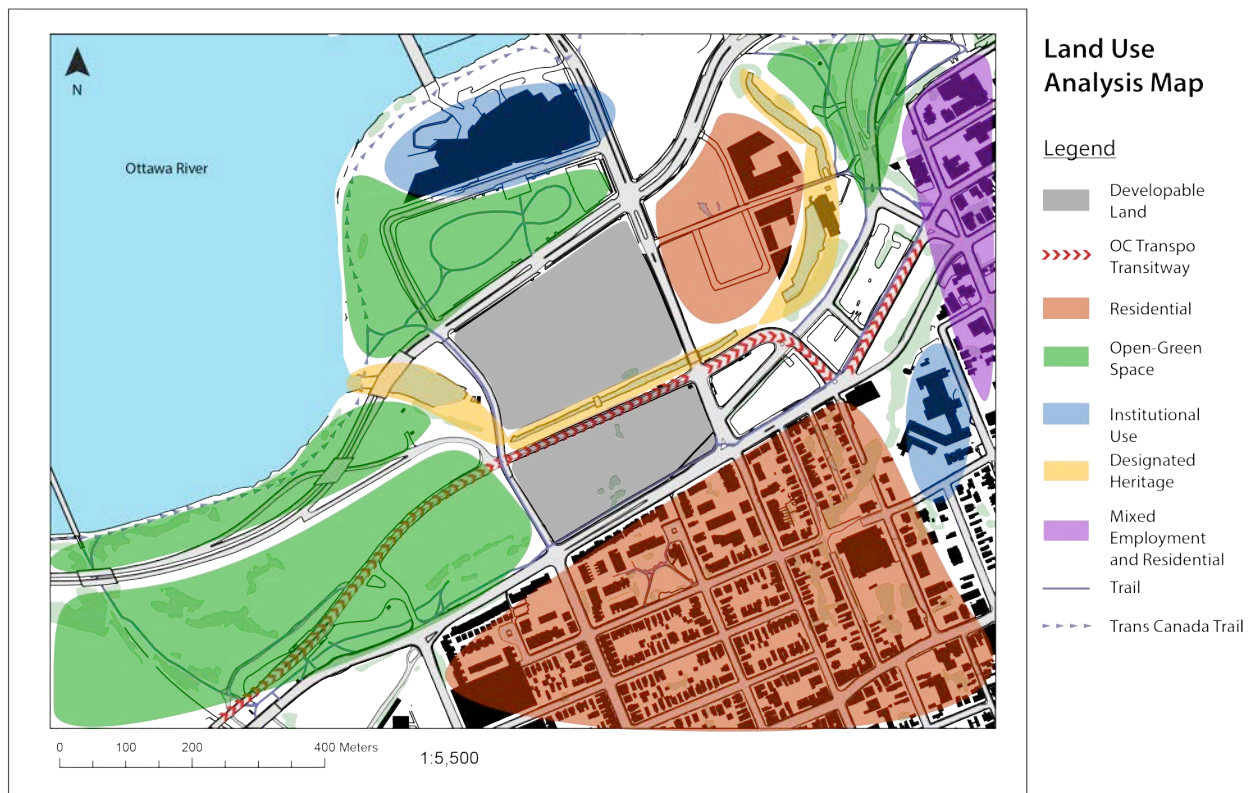 N
Ottawa River
0 100 200 400 Meters
1:5,500
Land Use
Analysis Map
Legend
Developable
Land
OC Transpo
Transitway
Residential
Open-Green
Space
Institutional
Use
Designated
Heritage
Mixed
Employment
and Residential
Trail
Trans Canada Trail